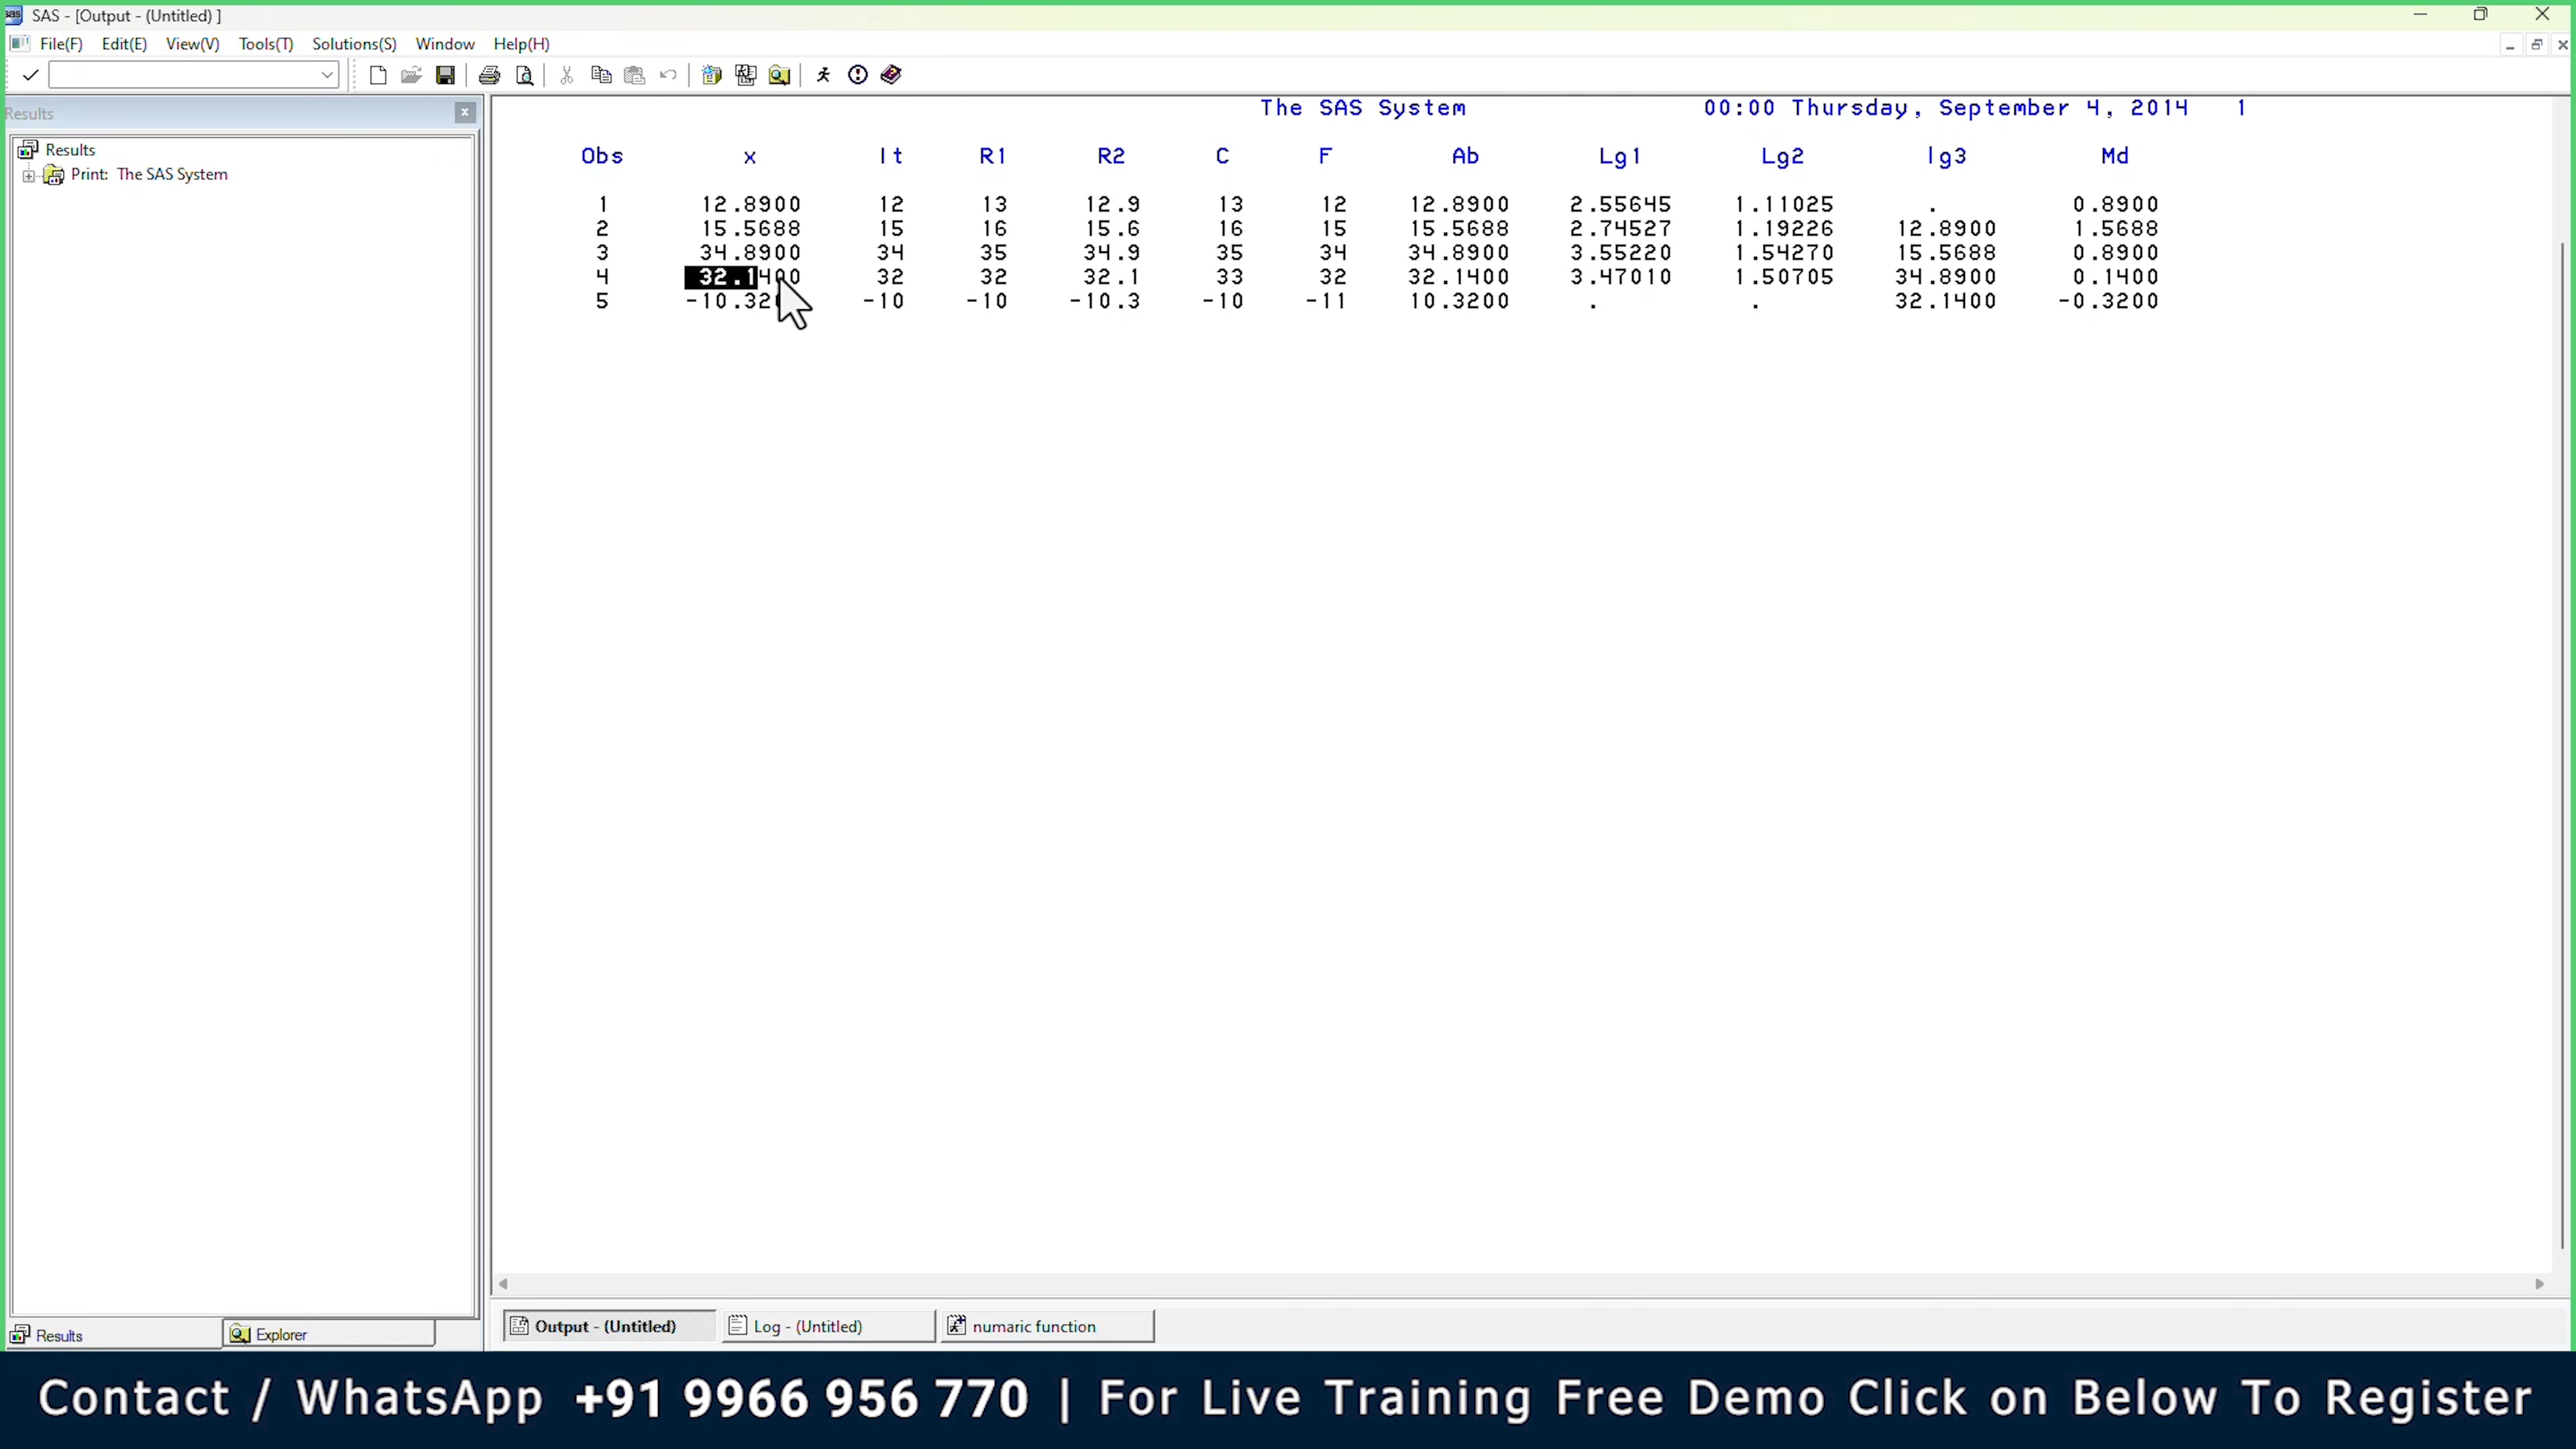 SAS - [Output - (Untitled) ]
File(F) Edit(E) View(V) Tools(T) Solutions(S) Window Help(H)
Results
Results
Print: The SAS System
The SAS System 00:00 Thursday, September 4, 2014 1
Obs x It R1 R2 C F Ab Lg1 Lg2 lg3 Md
1 12.8900 12 13 12.9 13 12 12.8900 2.55645 1.11025 . 0.8900
2 15.5688 15 16 15.6 16 15 15.5688 2.74527 1.19226 12.8900 1.5688
3 34.8900 34 35 34.9 35 34 34.8900 3.55220 1.54270 15.5688 0.8900
4 32.1400 32 32 32.1 33 32 32.1400 3.47010 1.50705 34.8900 0.1400
5 -10.32 -10 -10 -10.3 -10 -11 10.3200 . . 32.1400 -0.3200
Results Explorer
Output - (Untitled) Log - (Untitled) numaric function
Contact / WhatsApp +91 9966 956 770 | For Live Training Free Demo Click on Below To Register